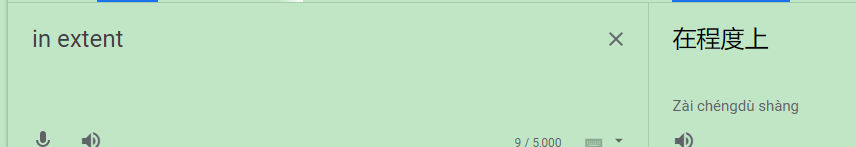 in extent
在程度上
Zài chéngdù shàng
9 / 5,000